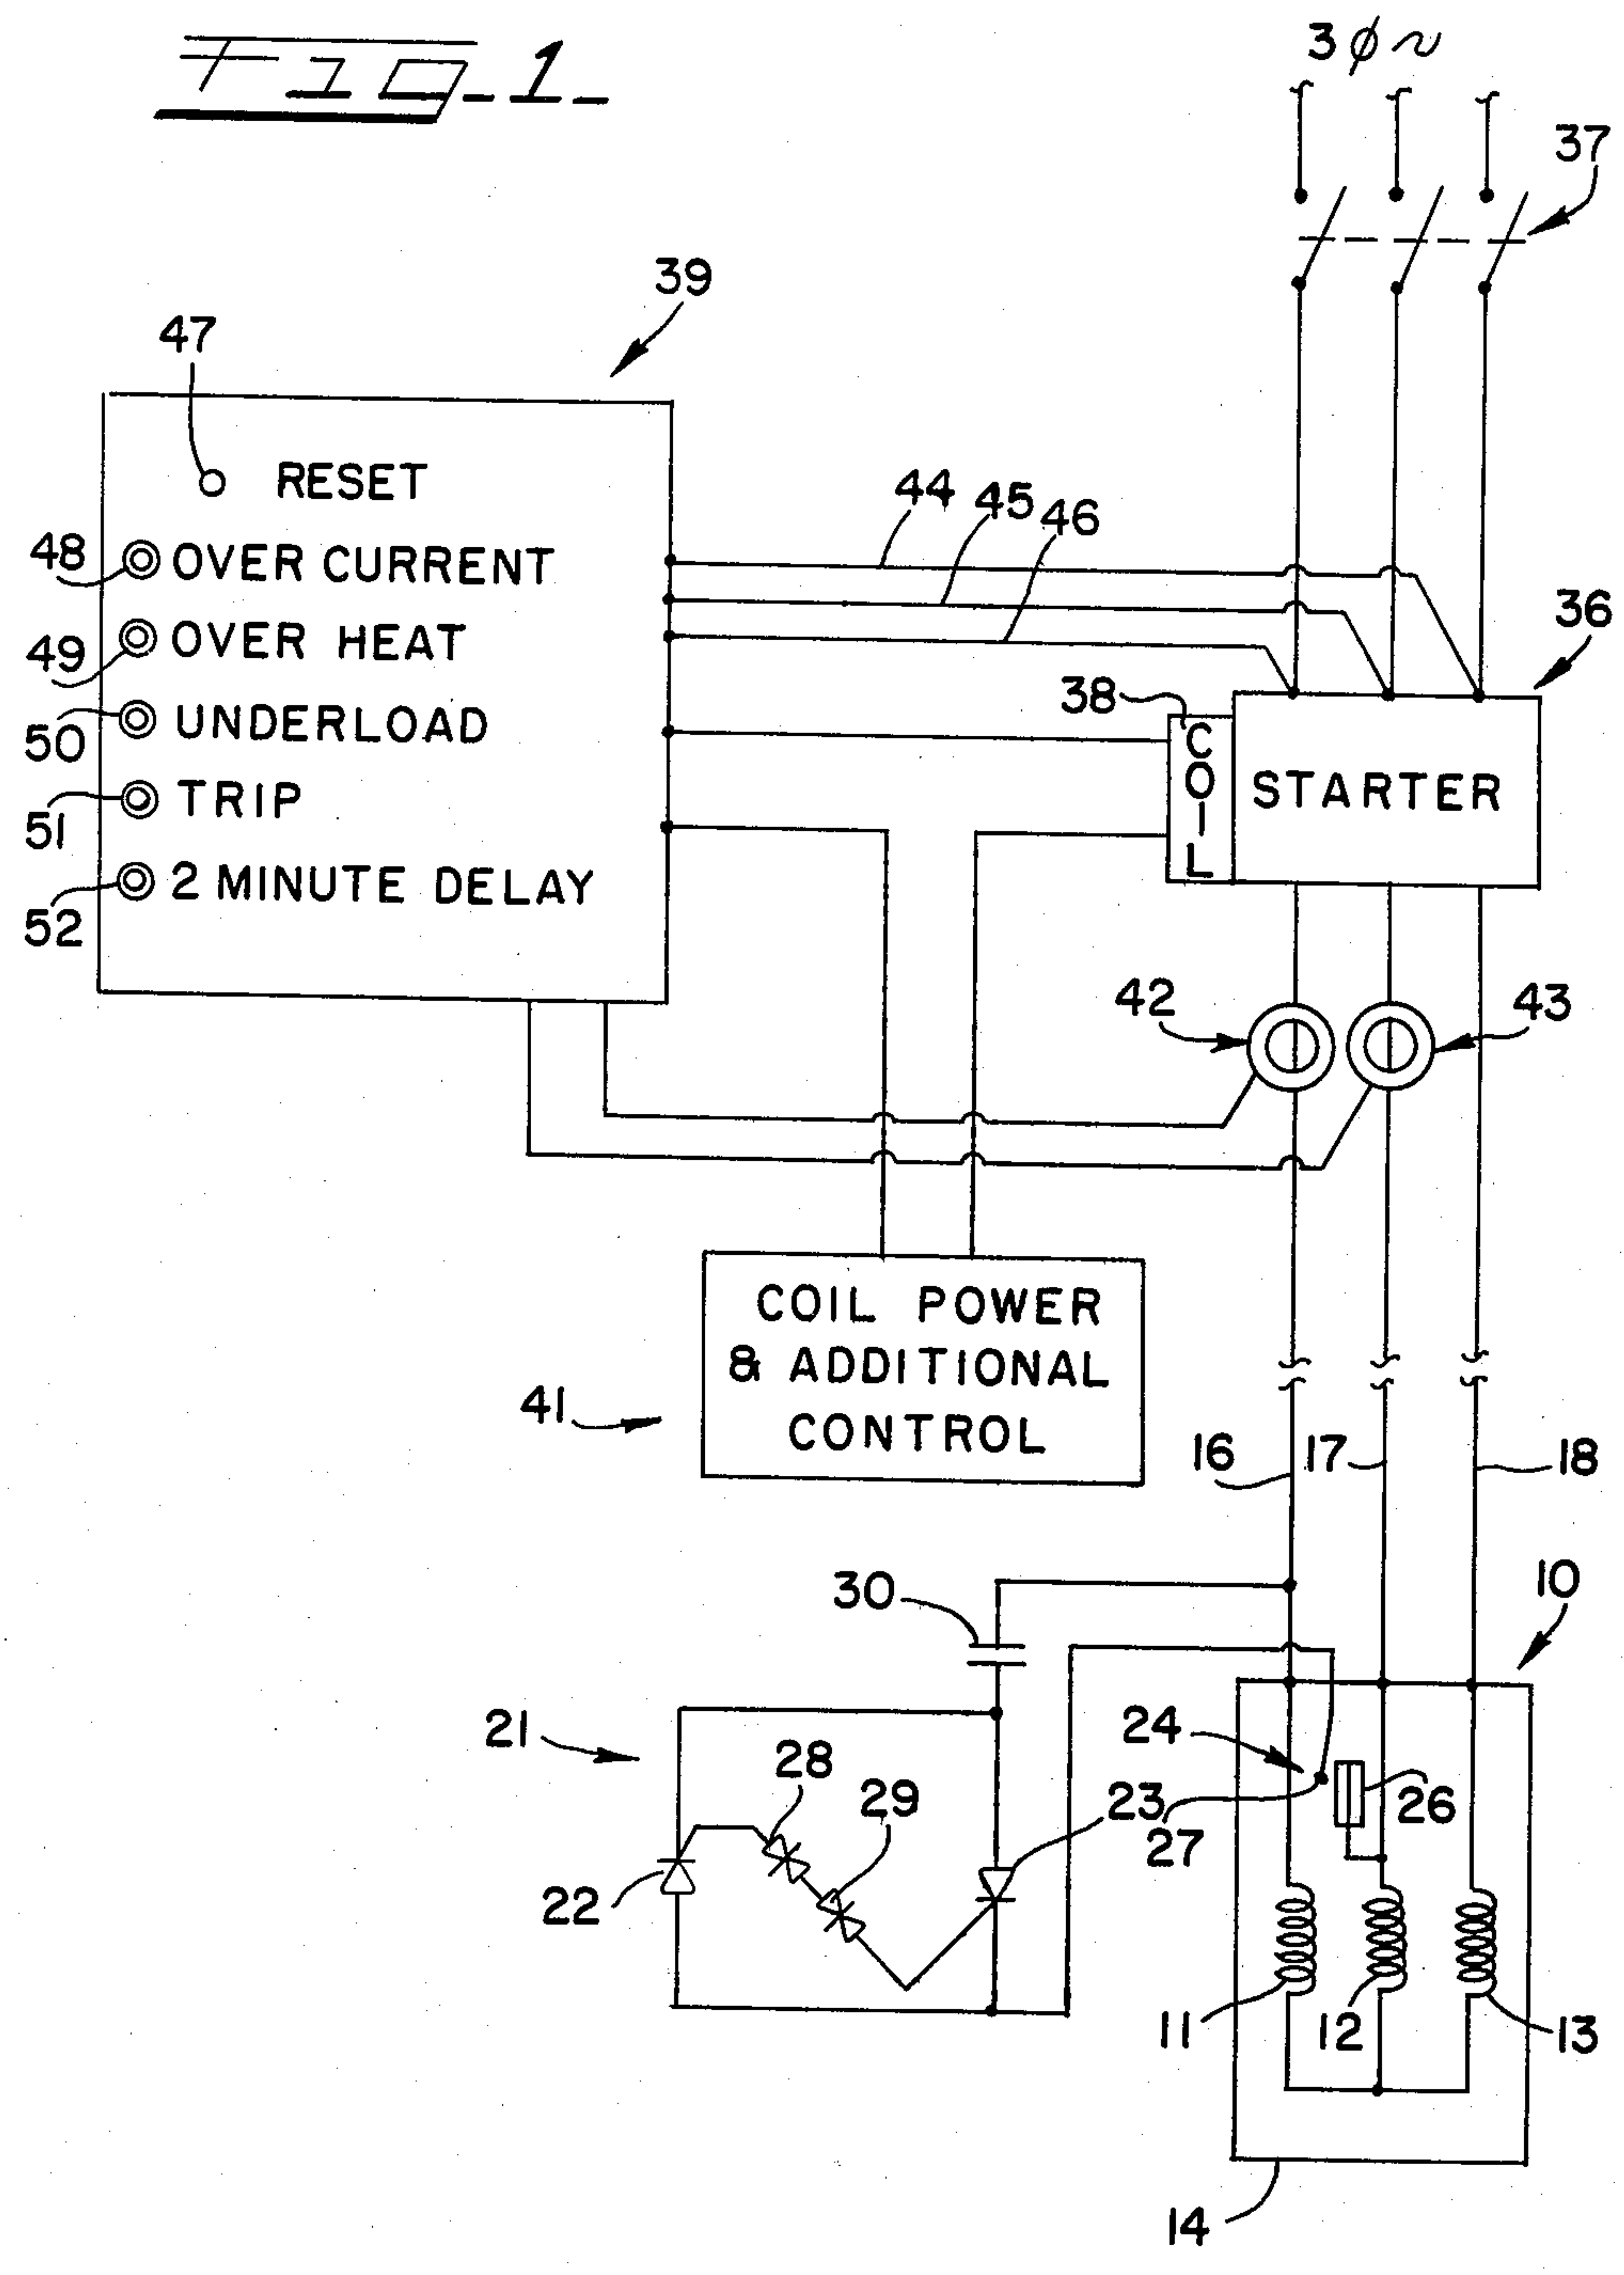 FIG-1-
3 ϕ ∿
37
39
47
RESET
44
45
46
48
OVER CURRENT
36
49
OVER HEAT
38
50
UNDERLOAD
COIL
STARTER
51
TRIP
52
2 MINUTE DELAY
42
43
COIL POWER
& ADDITIONAL
CONTROL
41
16
17
18
30
10
21
24
28
29
23
26
27
22
11
12
13
14